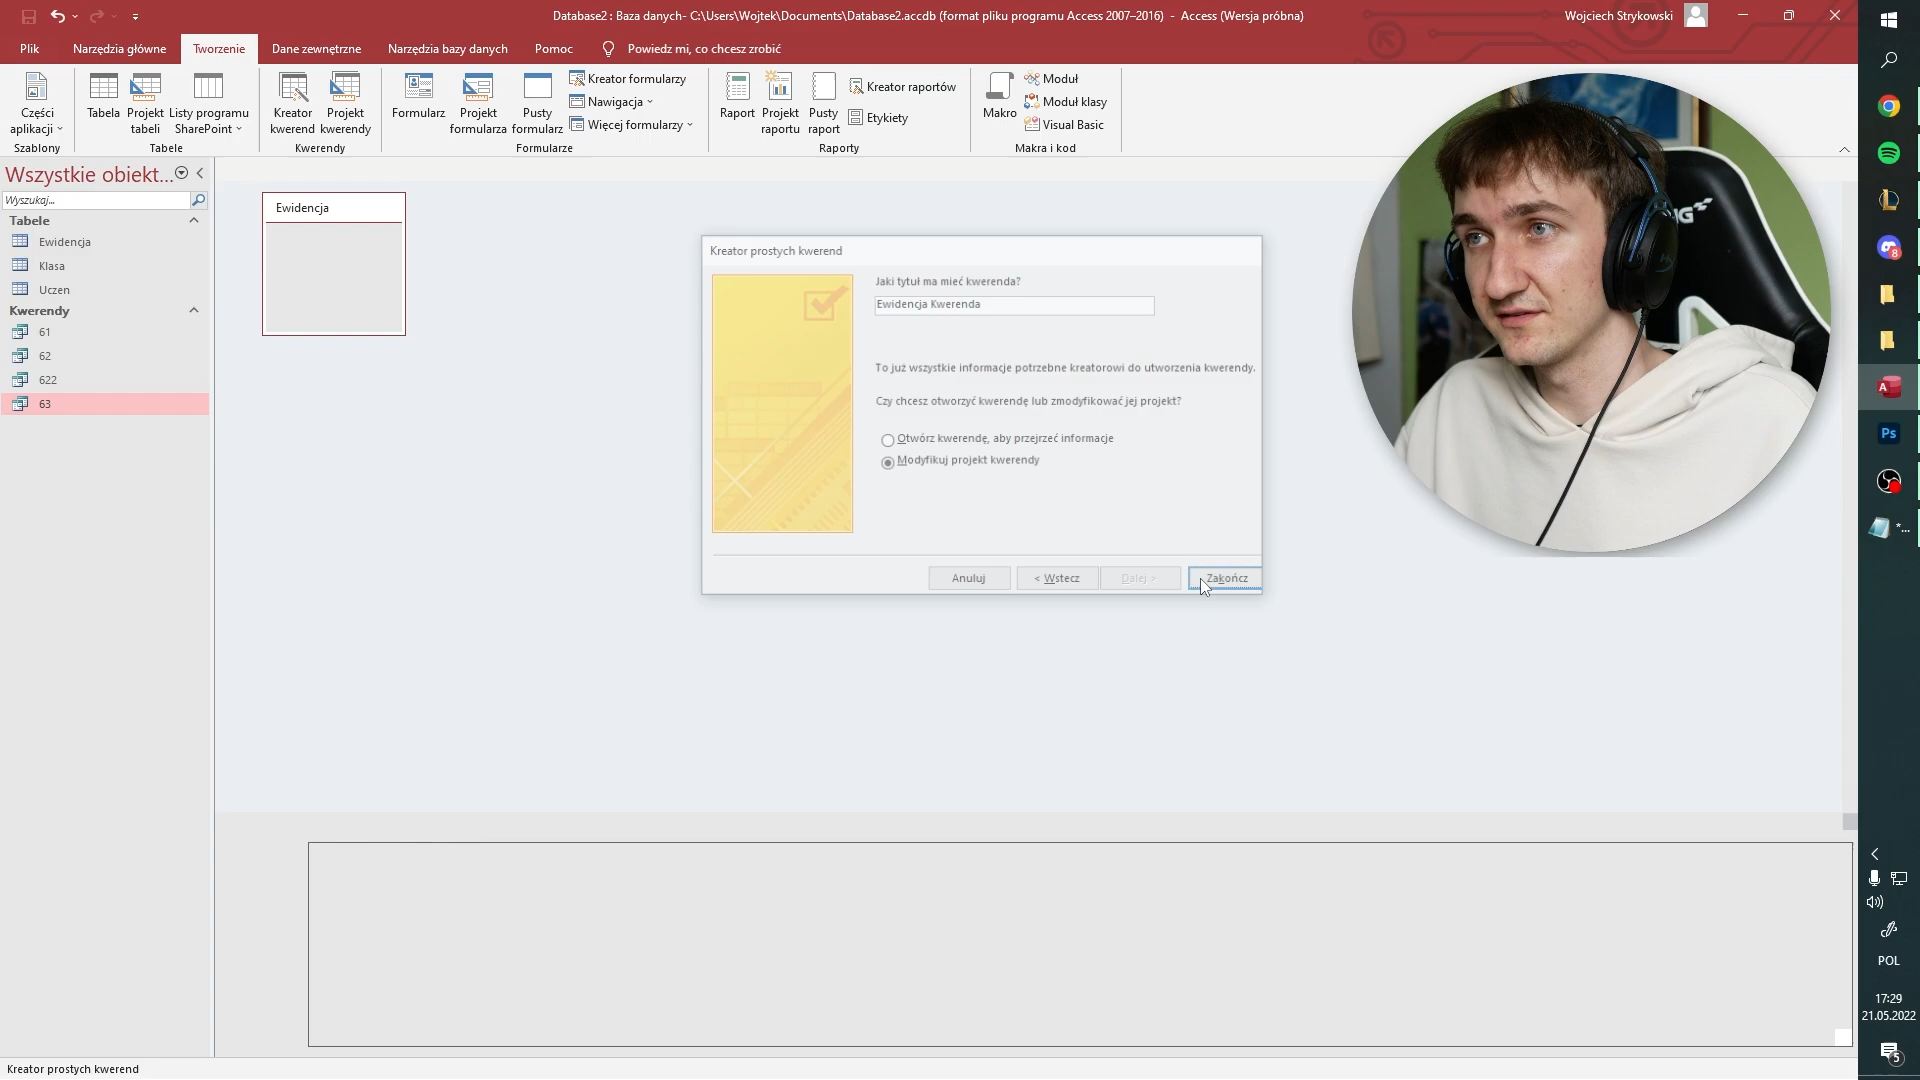 Database2 : Baza danych- C:\Users\Wojtek\Documents\Database2.accdb (format pliku programu Access 2007–2016) - Access (Wersja próbna)
Wojciech Strykowski
Plik
Narzędzia główne
Tworzenie
Dane zewnętrzne
Narzędzia bazy danych
Pomoc
Powiedz mi, co chcesz zrobić
Części aplikacji
Szablony
Tabela
Projekt tabeli
Listy programu SharePoint
Tabele
Kreator kwerend
Projekt kwerendy
Kwerendy
Formularz
Projekt formularza
Pusty formularz
Kreator formularzy
Nawigacja
Więcej formularzy
Formularze
Raport
Projekt raportu
Pusty raport
Kreator raportów
Etykiety
Raporty
Makro
Moduł
Moduł klasy
Visual Basic
Makra i kod
Wszystkie obiekt...
Wyszukaj...
Tabele
Ewidencja
Klasa
Uczen
Kwerendy
61
62
622
63
Ewidencja
Kreator prostych kwerend
Jaki tytuł ma mieć kwerenda?
Ewidencja Kwerenda
To już wszystkie informacje potrzebne kreatorowi do utworzenia kwerendy.
Czy chcesz otworzyć kwerendę lub zmodyfikować jej projekt?
Otwórz kwerendę, aby przejrzeć informacje
Modyfikuj projekt kwerendy
Anuluj
< Wstecz
Dalej >
Zakończ
8
A
Ps
*...
POL
17:29
21.05.2022
5
Kreator prostych kwerend